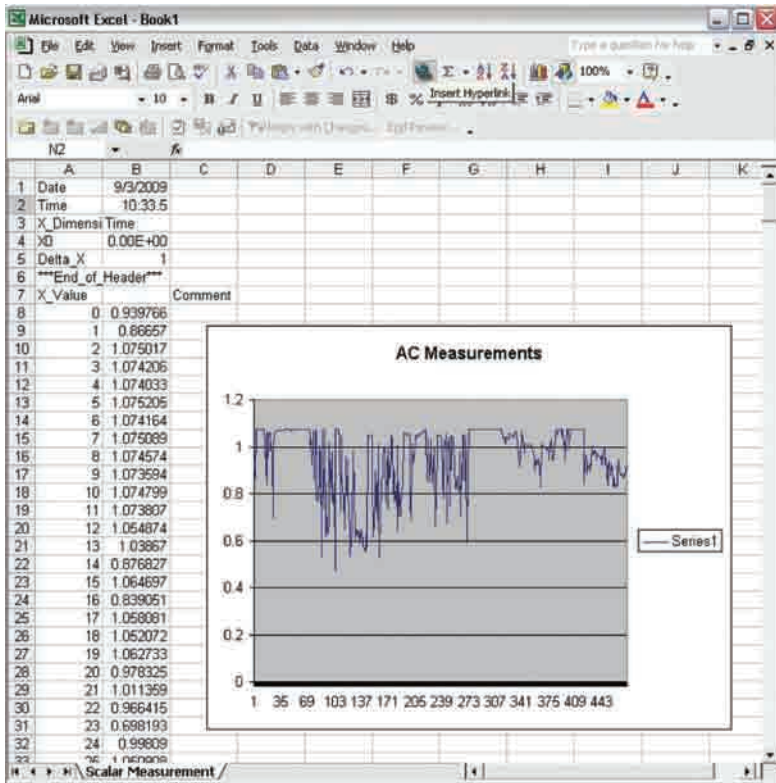 Microsoft Excel - Book1
File Edit View Insert Format Tools Data Window Help Type a question for help
100%
Arial 10 B I U $ % Insert Hyperlink
N2 fx
A B C D E F G H I J K
1 Date 9/3/2009
2 Time 10:33.5
3 X_Dimensi Time
4 X0 0.00E+00
5 Delta_X 1
6 ***End_of_Header***
7 X_Value Comment
8 0 0.939766
9 1 0.86657
10 2 1.075017
11 3 1.074206
12 4 1.074033
13 5 1.075205
14 6 1.074164
15 7 1.075089
16 8 1.074574
17 9 1.073594
18 10 1.074799
19 11 1.073807
20 12 1.054874
21 13 1.03867
22 14 0.876827
23 15 1.064697
24 16 0.839051
25 17 1.058081
26 18 1.052072
27 19 1.062733
28 20 0.978325
29 21 1.011359
30 22 0.966415
31 23 0.698193
32 24 0.99809
33
AC Measurements
1.2
1
0.8
0.6
0.4
0.2
0
1 35 69 103 137 171 205 239 273 307 341 375 409 443
Series1
Scalar Measurement